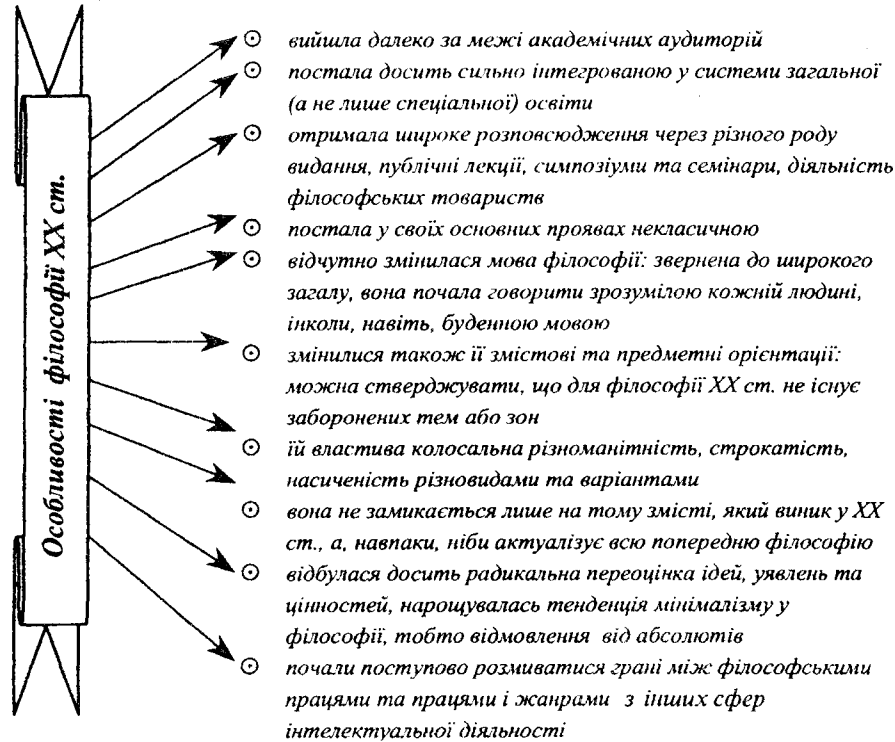 Особливості філософії ХХ ст.
вийшла далеко за межі академічних аудиторій
постала досить сильно інтегрованою у системи загальної
(а не лише спеціальної) освіти
отримала широке розповсюдження через різного роду
видання, публічні лекції, симпозіуми та семінари, діяльність
філософських товариств
постала у своїх основних проявах некласичною
відчутно змінилася мова філософії: звернена до широкого
загалу, вона почала говорити зрозумілою кожній людині,
інколи, навіть, буденною мовою
змінилися також її змістові та предметні орієнтації:
можна стверджувати, що для філософії ХХ ст. не існує
заборонених тем або зон
їй властива колосальна різноманітність, строкатість,
насиченість різновидами та варіантами
вона не замикається лише на тому змісті, який виник у ХХ
ст., а, навпаки, ніби актуалізує всю попередню філософію
відбулася досить радикальна переоцінка ідей, уявлень та
цінностей, нарощувалась тенденція мінімалізму у
філософії, тобто відмовлення від абсолютів
почали поступово розмиватися грані між філософськими
працями та працями і жанрами з інших сфер
інтелектуальної діяльності